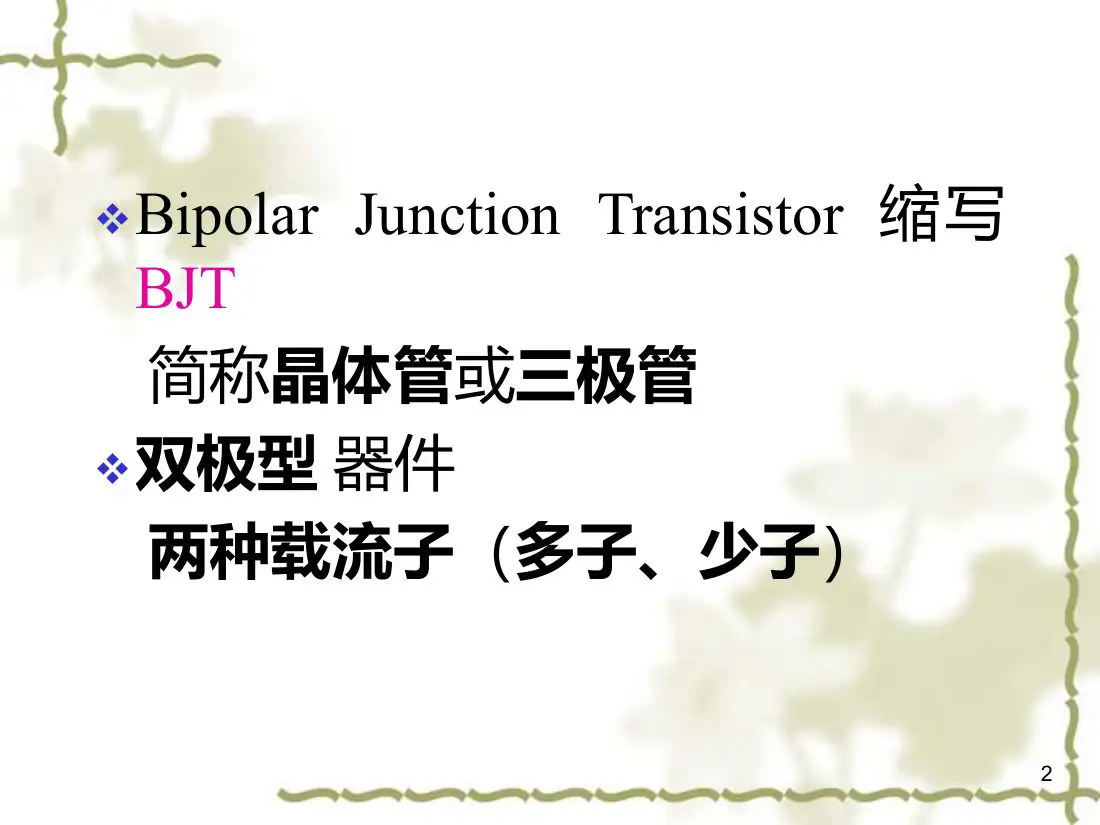 ❖Bipolar Junction Transistor 缩写
BJT
简称晶体管或三极管
❖双极型 器件
两种载流子（多子、少子）
2